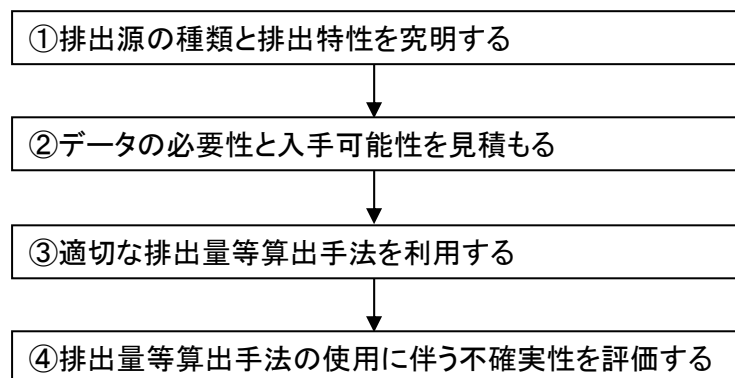 ①排出源の種類と排出特性を究明する
②データの必要性と入手可能性を見積もる
③適切な排出量等算出手法を利用する
④排出量等算出手法の使用に伴う不確実性を評価する